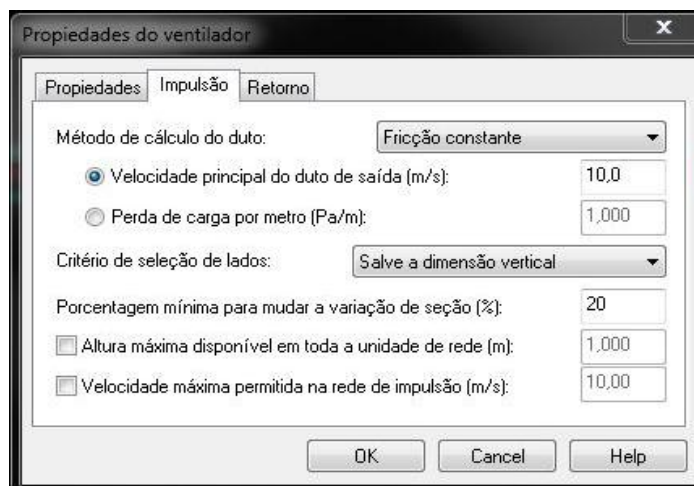 Propiedades do ventilador
x
Propiedades Impulsão Retorno
Método de cálculo do duto: Fricção constante
Velocidade principal do duto de saída (m/s): 10,0
Perda de carga por metro (Pa/m): 1,000
Critério de seleção de lados: Salve a dimensão vertical
Porcentagem mínima para mudar a variação de seção (%): 20
Altura máxima disponível em toda a unidade de rede (m): 1,000
Velocidade máxima permitida na rede de impulsão (m/s): 10,00
OK Cancel Help